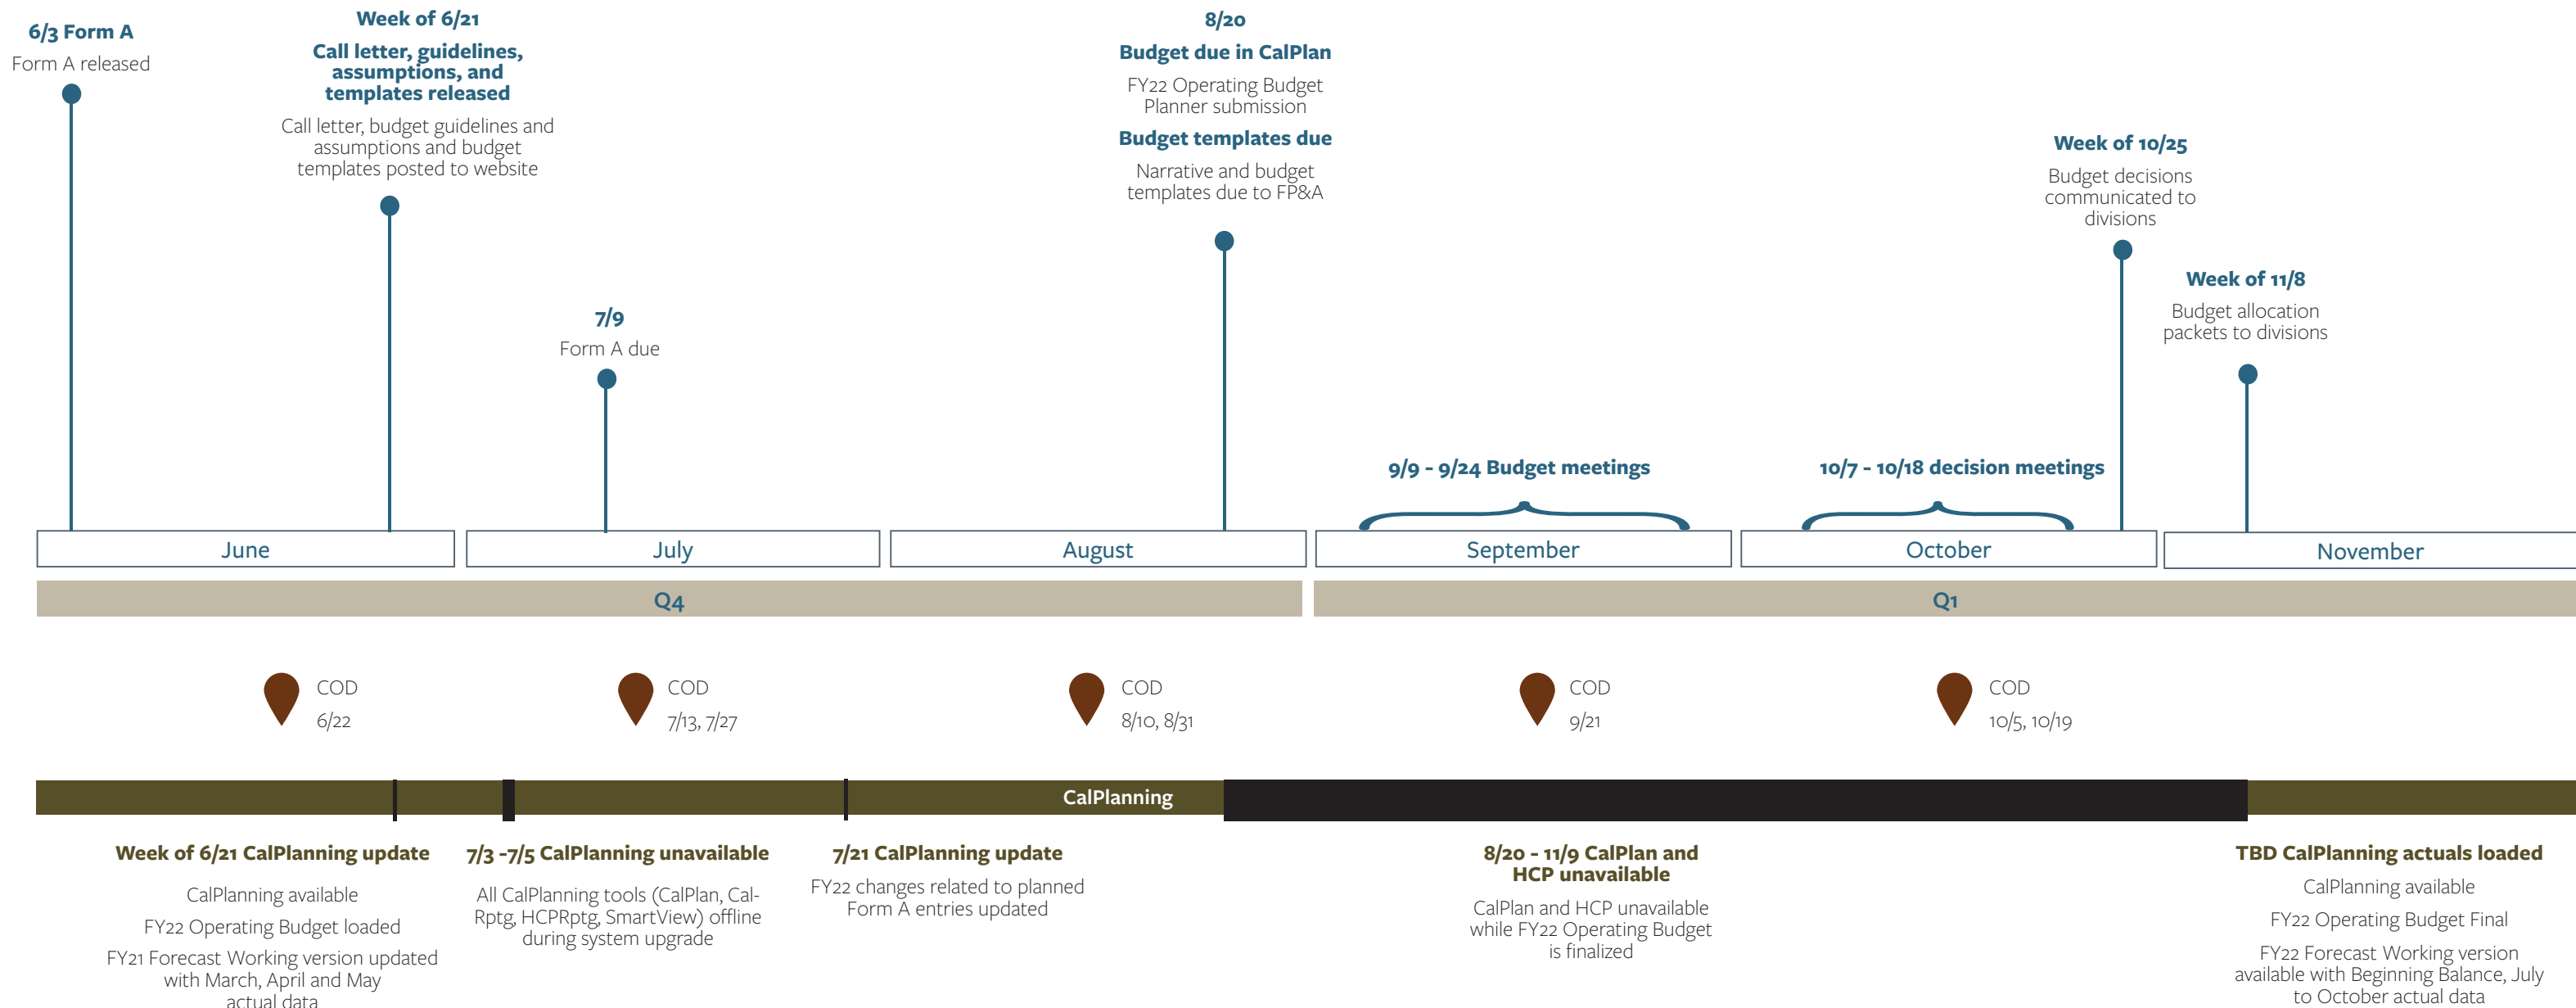 6/3 Form A
Form A released
Week of 6/21
Call letter, guidelines,
assumptions, and
templates released
Call letter, budget guidelines and
assumptions and budget
templates posted to website
7/9
Form A due
8/20
Budget due in CalPlan
FY22 Operating Budget
Planner submission
Budget templates due
Narrative and budget
templates due to FP&A
9/9 - 9/24 Budget meetings
10/7 - 10/18 decision meetings
Week of 10/25
Budget decisions
communicated to
divisions
Week of 11/8
Budget allocation
packets to divisions
June
July
August
September
October
November
Q4
Q1
COD
6/22
COD
7/13, 7/27
COD
8/10, 8/31
COD
9/21
COD
10/5, 10/19
CalPlanning
Week of 6/21 CalPlanning update
CalPlanning available
FY22 Operating Budget loaded
FY21 Forecast Working version updated
with March, April and May
actual data
7/3 -7/5 CalPlanning unavailable
All CalPlanning tools (CalPlan, Cal-
Rptg, HCPRptg, SmartView) offline
during system upgrade
7/21 CalPlanning update
FY22 changes related to planned
Form A entries updated
8/20 - 11/9 CalPlan and
HCP unavailable
CalPlan and HCP unavailable
while FY22 Operating Budget
is finalized
TBD CalPlanning actuals loaded
CalPlanning available
FY22 Operating Budget Final
FY22 Forecast Working version
available with Beginning Balance, July
to October actual data